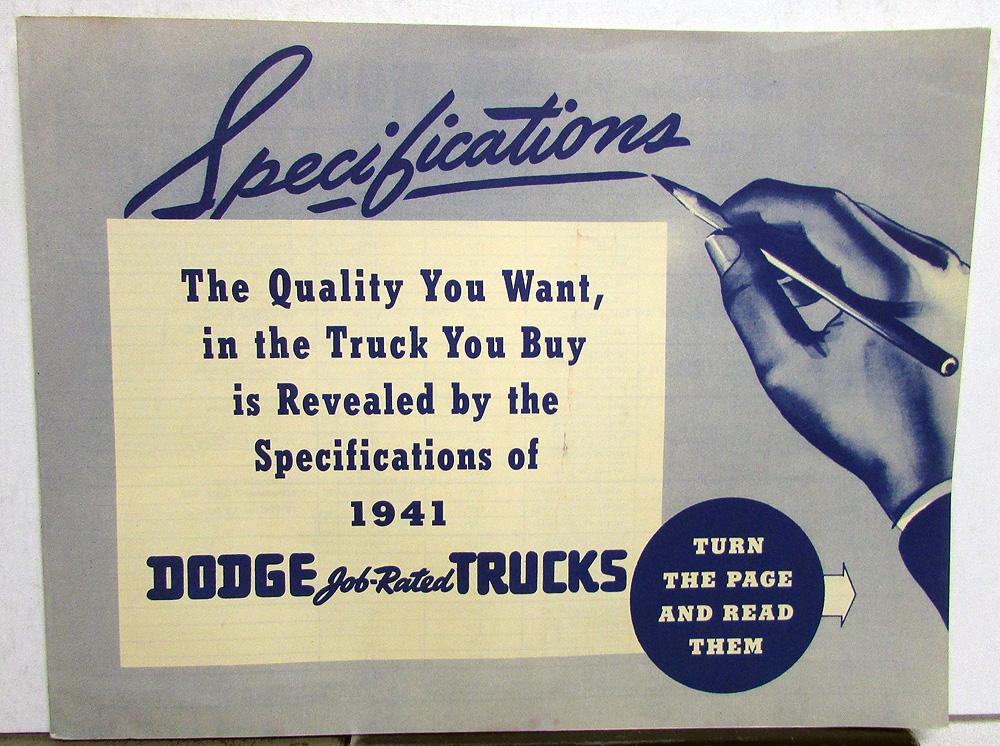 Specifications
The Quality You Want,
in the Truck You Buy
is Revealed by the
Specifications of
1941
DODGE Job-Rated TRUCKS
TURN
THE PAGE
AND READ
THEM